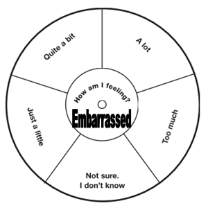 Quite a bit
A lot
How am I feeling?
Embarrassed
Just a little
Too much
Not sure.
I don't know